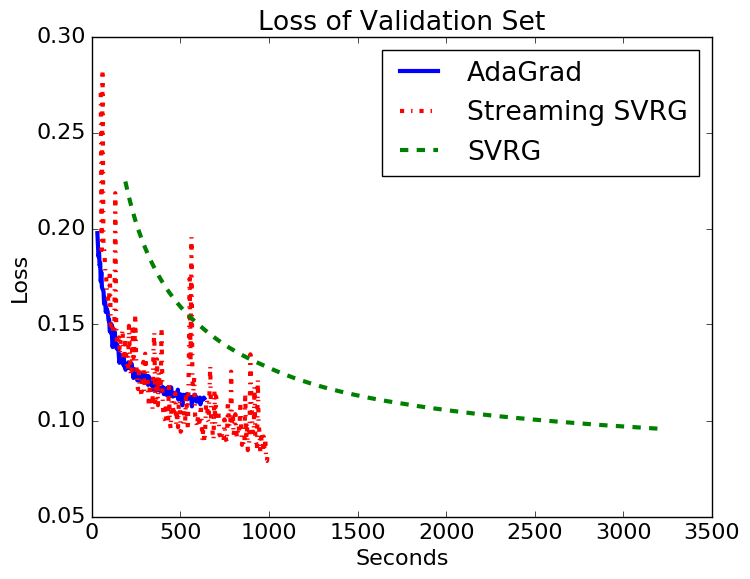 Loss of Validation Set
0.30
0.25
0.20
0.15
0.10
0.05
Loss
AdaGrad
Streaming SVRG
SVRG
0 500 1000 1500 2000 2500 3000 3500
Seconds